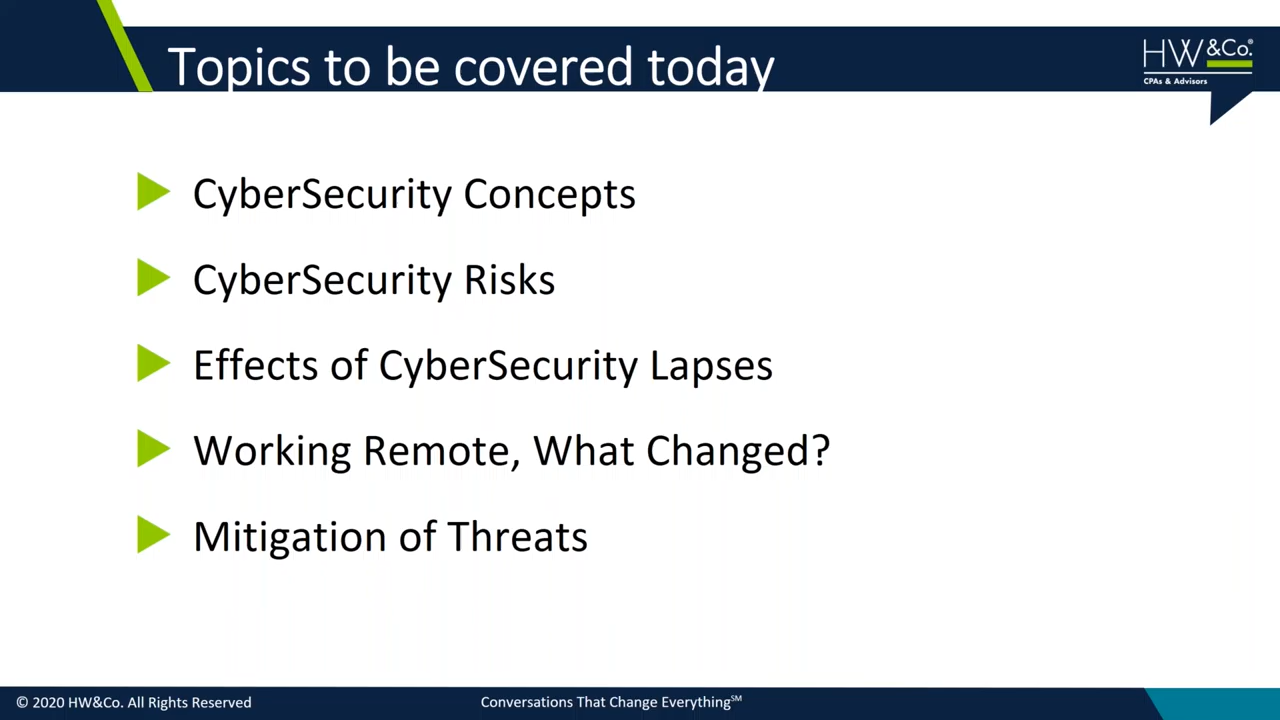 Topics to be covered today
HW&Co.®
CPAs & Advisors
CyberSecurity Concepts
CyberSecurity Risks
Effects of CyberSecurity Lapses
Working Remote, What Changed?
Mitigation of Threats
© 2020 HW&Co. All Rights Reserved
Conversations That Change Everything℠